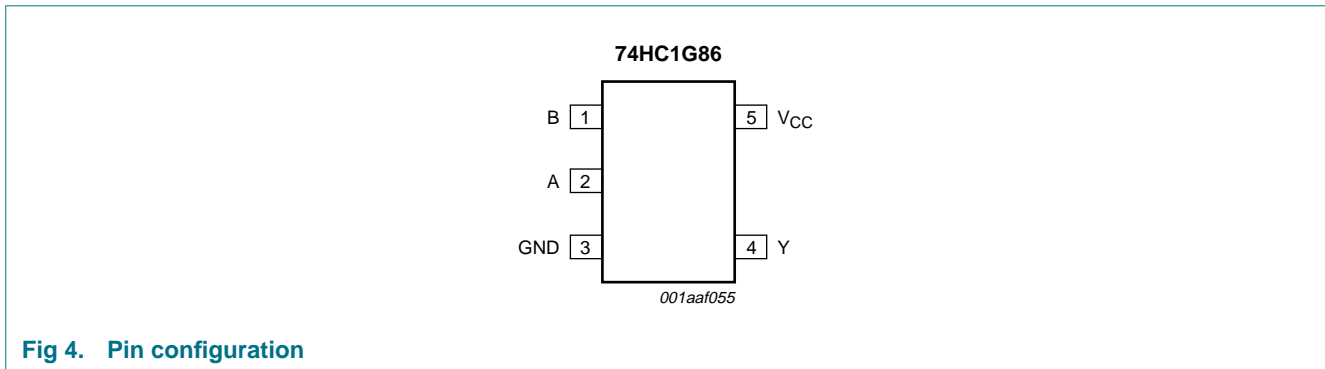 74HC1G86
B 1 5 VCC
A 2
GND 3 4 Y
001aaf055
Fig 4. Pin configuration